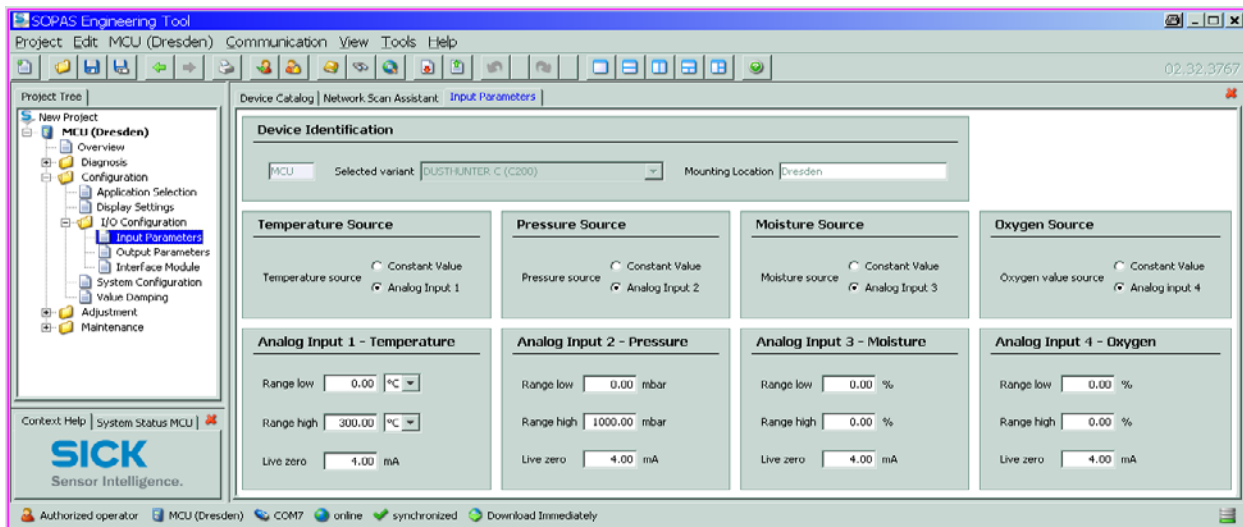 SOPAS Engineering Tool
Project Edit MCU (Dresden) Communication View Tools Help
02.32.3767
Project Tree
Device Catalog Network Scan Assistant Input Parameters
New Project
MCU (Dresden)
Overview
Diagnosis
Configuration
Application Selection
Display Settings
I/O Configuration
Input Parameters
Output Parameters
Interface Module
System Configuration
Value Damping
Adjustment
Maintenance
Context Help System Status MCU
SICK
Sensor Intelligence.
Device Identification
MCU Selected variant DUSTHUNTER C (C200) Mounting Location Dresden
Temperature Source
Temperature source
Constant Value
Analog Input 1
Pressure Source
Pressure source
Constant Value
Analog Input 2
Moisture Source
Moisture source
Constant Value
Analog Input 3
Oxygen Source
Oxygen value source
Constant Value
Analog input 4
Analog Input 1 - Temperature
Range low 0.00 °C
Range high 300.00 °C
Live zero 4.00 mA
Analog Input 2 - Pressure
Range low 0.00 mbar
Range high 1000.00 mbar
Live zero 4.00 mA
Analog Input 3 - Moisture
Range low 0.00 %
Range high 0.00 %
Live zero 4.00 mA
Analog Input 4 - Oxygen
Range low 0.00 %
Range high 0.00 %
Live zero 4.00 mA
Authorized operator MCU (Dresden) COM7 online synchronized Download Immediately